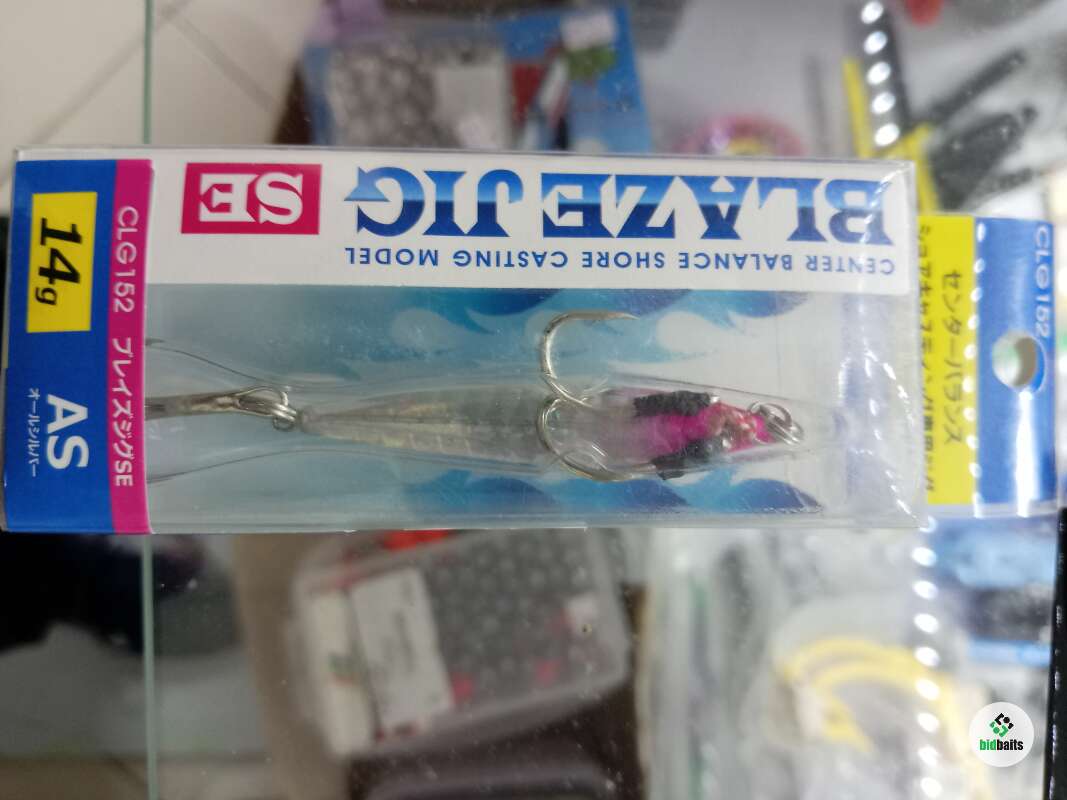 BLAZE JIG SE
CENTER BALANCE SHORE CASTING MODEL
CLG152 ブレイズジグSE
14g
AS
オールシルバー
CLG152
センターバランス
bidbaits